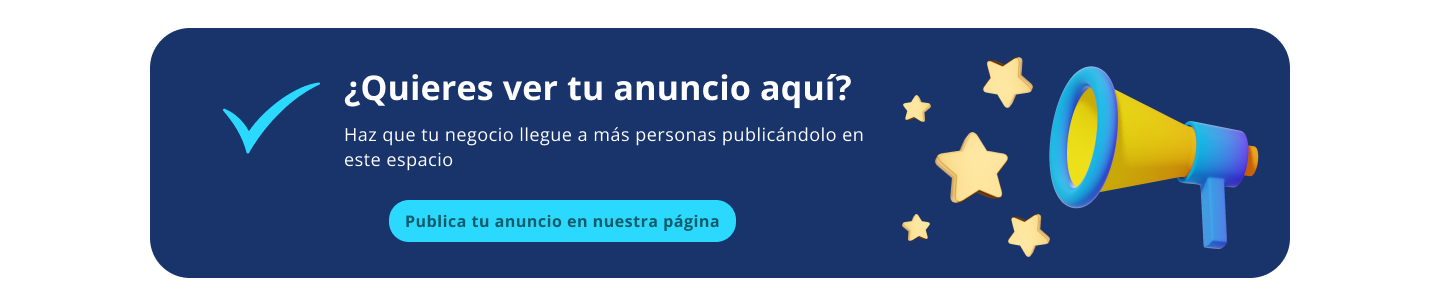 ¿Quieres ver tu anuncio aquí?
Haz que tu negocio llegue a más personas publicándolo en
este espacio
Publica tu anuncio en nuestra página